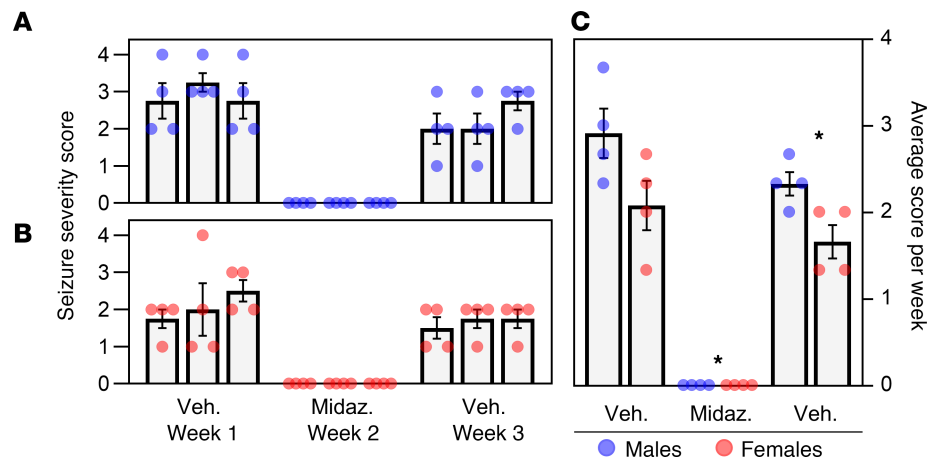 A
Seizure severity score
4
3
2
1
0
B
4
3
2
1
0
Veh.
Week 1
Midaz.
Week 2
Veh.
Week 3
C
4
3
2
1
0
Average score per week
*
*
Veh.
Midaz.
Veh.
Males
Females